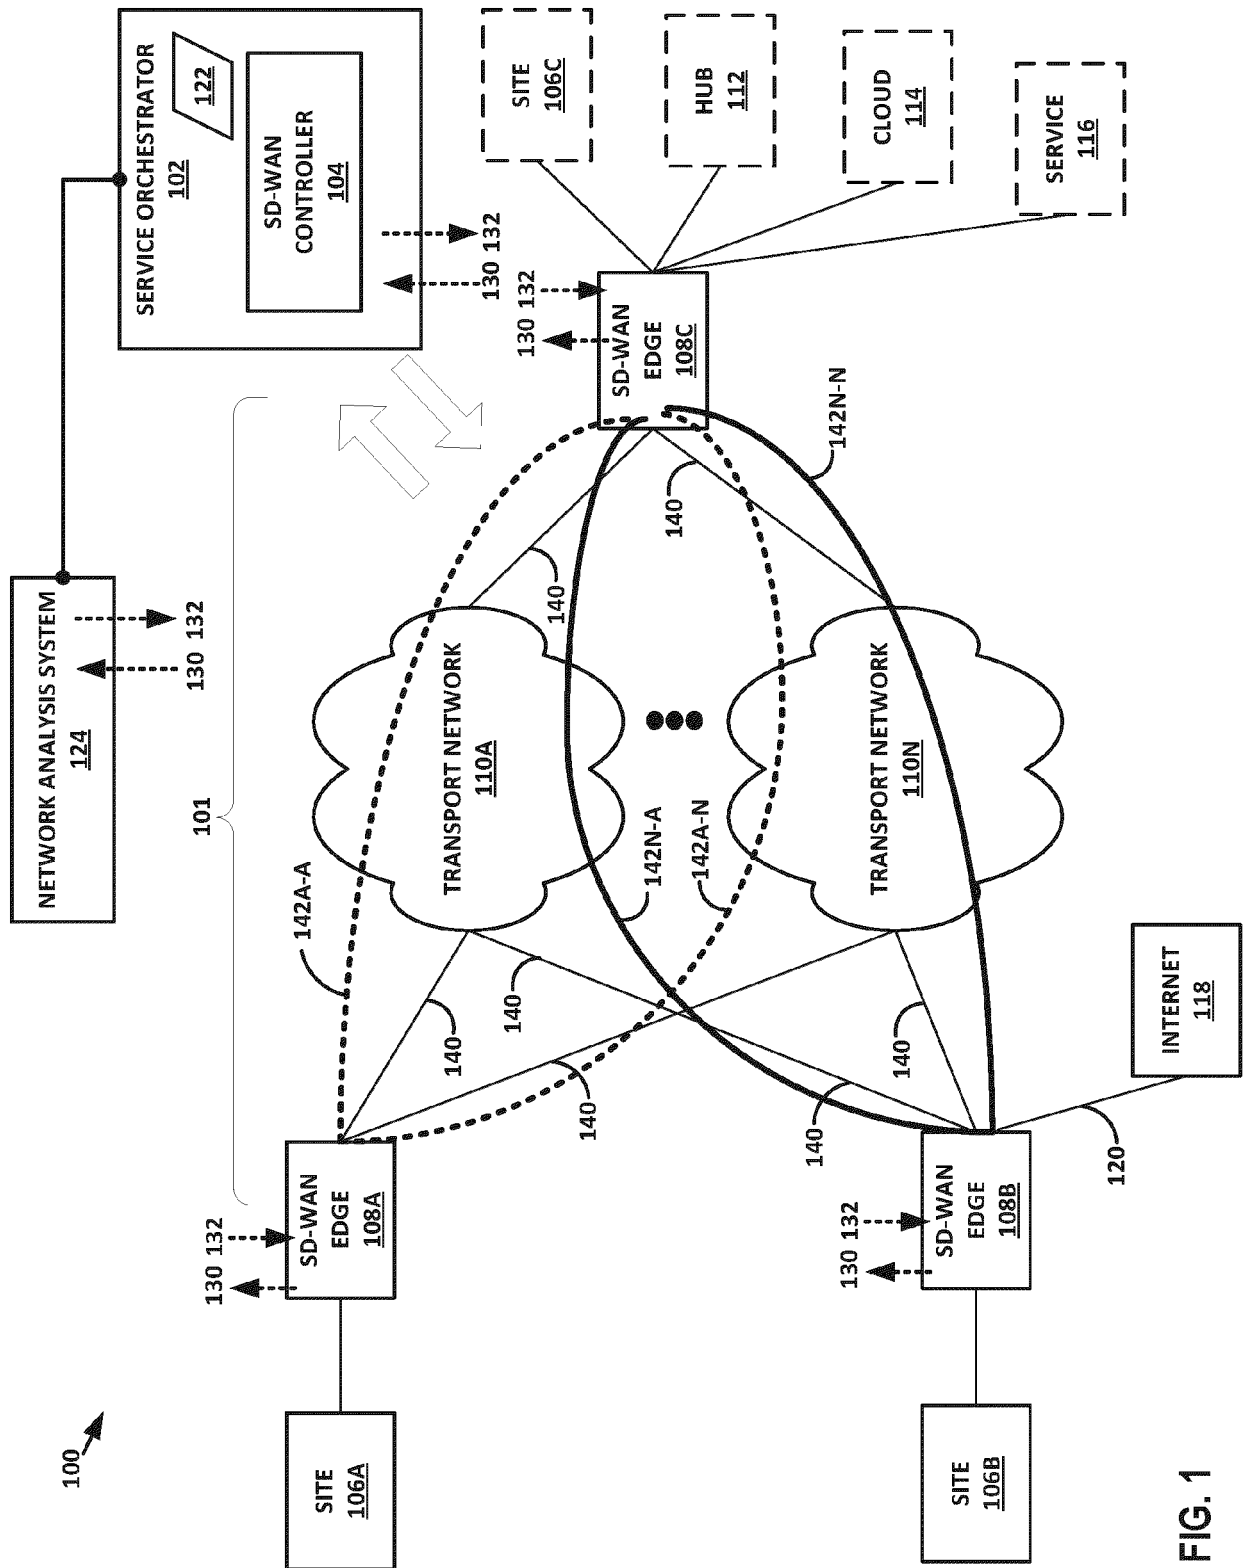 100
NETWORK ANALYSIS SYSTEM
124
130
132
SERVICE ORCHESTRATOR
102
122
SD-WAN
CONTROLLER
104
130
132
101
SITE
106A
130
132
SD-WAN
EDGE
108A
142A-A
140
140
140
TRANSPORT NETWORK
110A
140
142N-A
142A-N
130
132
SD-WAN
EDGE
108C
SITE
106C
HUB
112
CLOUD
114
SERVICE
116
140
142N-N
TRANSPORT NETWORK
110N
140
140
SITE
106B
130
132
SD-WAN
EDGE
108B
120
INTERNET
118
FIG. 1